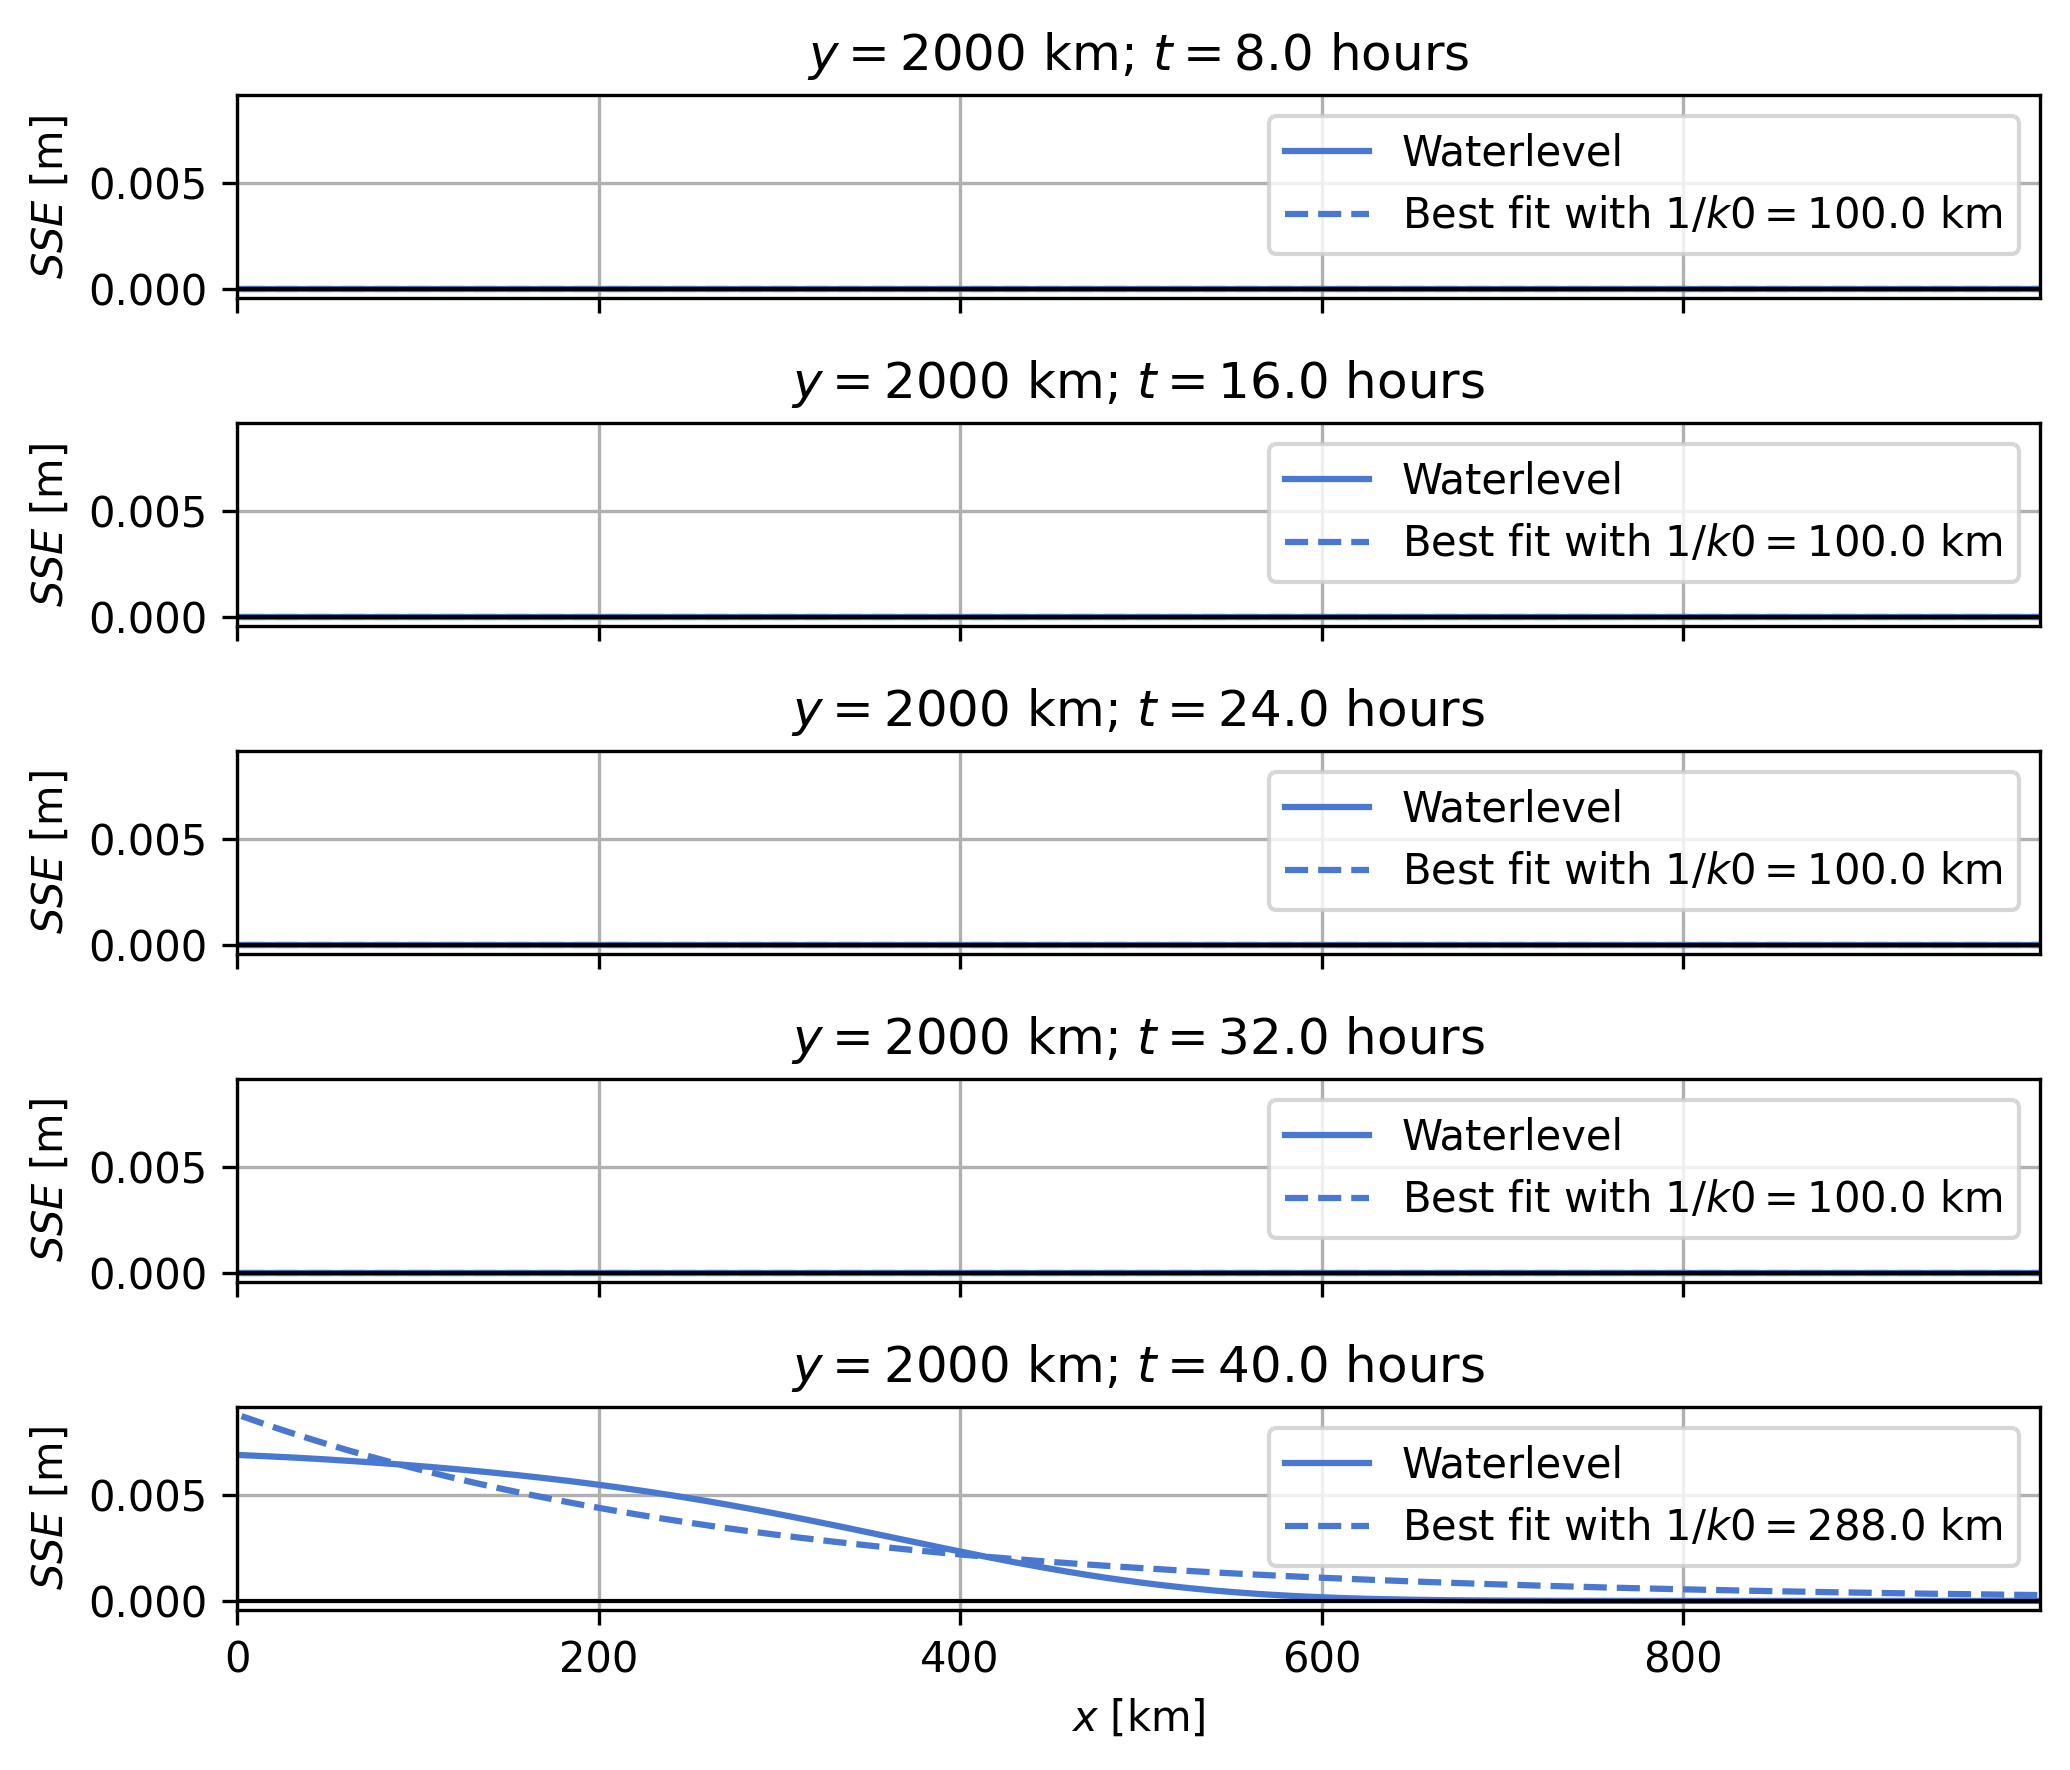 y = 2000 km; t = 8.0 hours
SSE [m]
0.005
0.000
Waterlevel
Best fit with 1/k0 = 100.0 km
y = 2000 km; t = 16.0 hours
SSE [m]
0.005
0.000
Waterlevel
Best fit with 1/k0 = 100.0 km
y = 2000 km; t = 24.0 hours
SSE [m]
0.005
0.000
Waterlevel
Best fit with 1/k0 = 100.0 km
y = 2000 km; t = 32.0 hours
SSE [m]
0.005
0.000
Waterlevel
Best fit with 1/k0 = 100.0 km
y = 2000 km; t = 40.0 hours
SSE [m]
0.005
0.000
Waterlevel
Best fit with 1/k0 = 288.0 km
0 200 400 600 800
x [km]